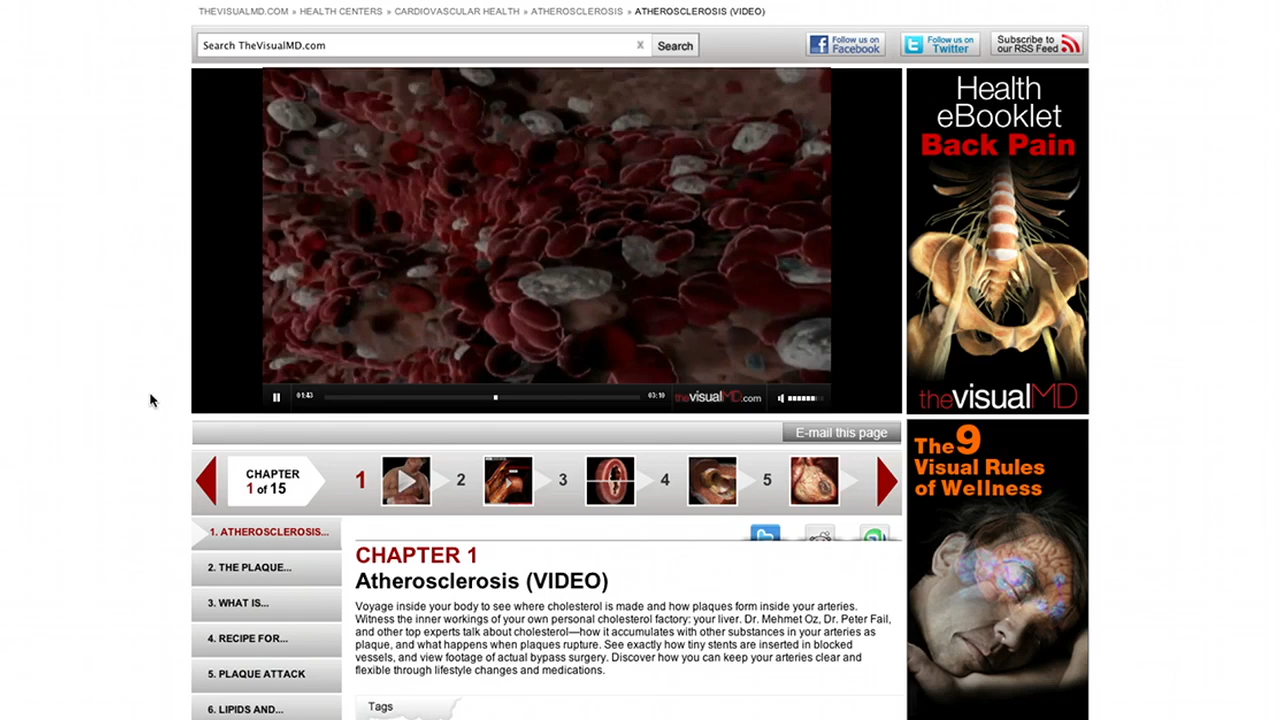 THEVISUALMD.COM » HEALTH CENTERS » CARDIOVASCULAR HEALTH » ATHEROSCLEROSIS » ATHEROSCLEROSIS (VIDEO)
Search TheVisualMD.com
X
Search
Follow us on
Facebook
Follow us on
Twitter
Subscribe to
our RSS Feed
Health
eBooklet
Back Pain
thevisualMD
01:43
03:10
thevisualMD.com
E-mail this page
CHAPTER
1 of 15
1
2
3
4
5
The 9
Visual Rules
of Wellness
1. ATHEROSCLEROSIS...
2. THE PLAQUE...
3. WHAT IS...
4. RECIPE FOR...
5. PLAQUE ATTACK
6. LIPIDS AND...
CHAPTER 1
Atherosclerosis (VIDEO)
Voyage inside your body to see where cholesterol is made and how plaques form inside your arteries.
Witness the inner workings of your own personal cholesterol factory: your liver. Dr. Mehmet Oz, Dr. Peter Fail,
and other top experts talk about cholesterol—how it accumulates with other substances in your arteries as
plaque, and what happens when plaques rupture. See exactly how tiny stents are inserted in blocked
vessels, and view footage of actual bypass surgery. Discover how you can keep your arteries clear and
flexible through lifestyle changes and medications.
Tags